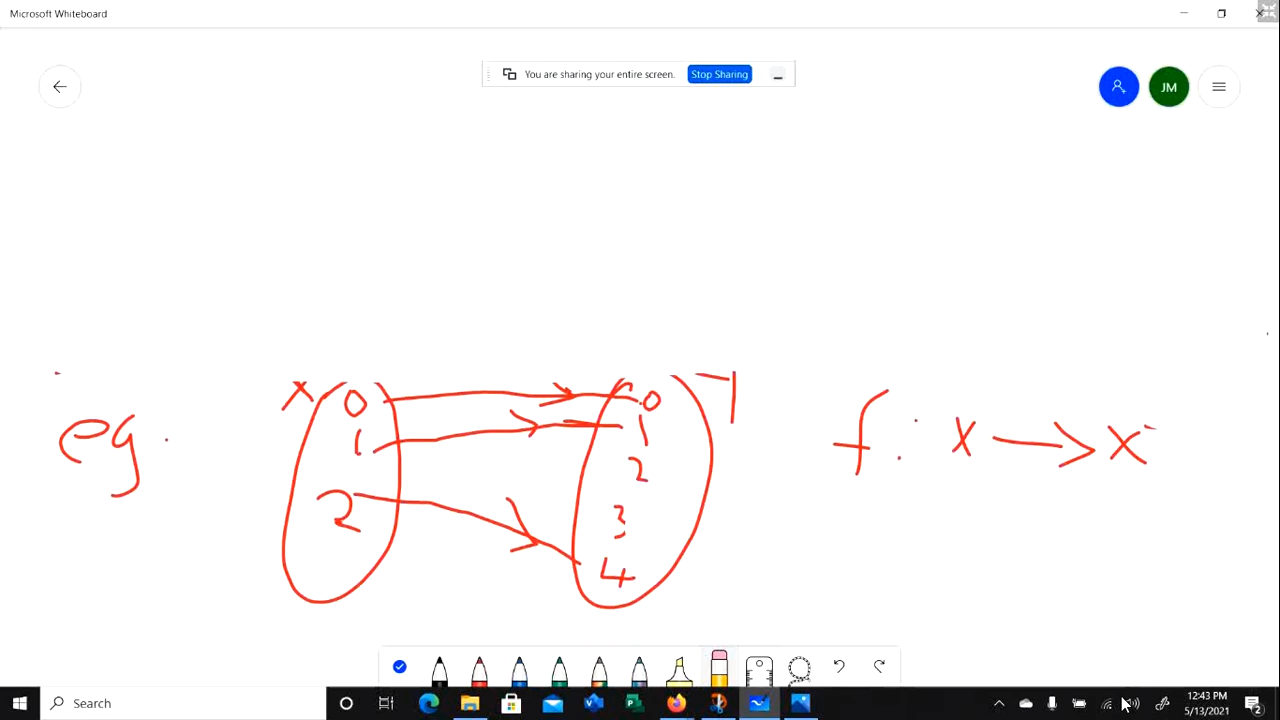 Microsoft Whiteboard
You are sharing your entire screen. Stop Sharing
JM
eg.
X 0 0
1 1
2 2
3
4
f : x → x
Search
12:43 PM
5/13/2021
2